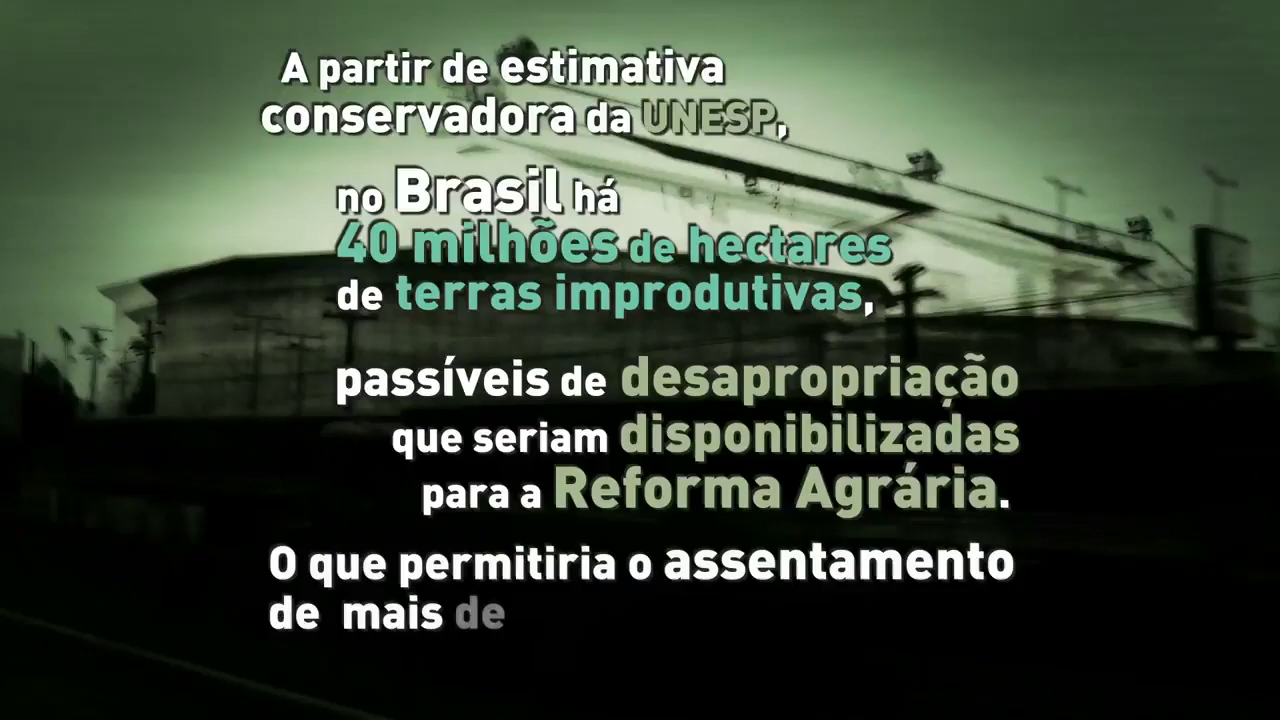 A partir de estimativa
conservadora da UNESP,
no Brasil há
40 milhões de hectares
de terras improdutivas,
passíveis de desapropriação
que seriam disponibilizadas
para a Reforma Agrária.
O que permitiria o assentamento
de mais de